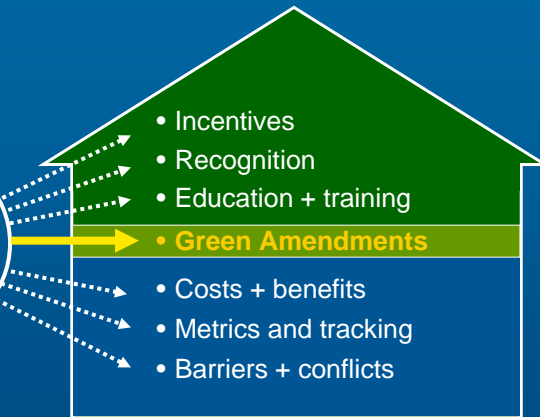 • Incentives
• Recognition
• Education + training
• Green Amendments
• Costs + benefits
• Metrics and tracking
• Barriers + conflicts